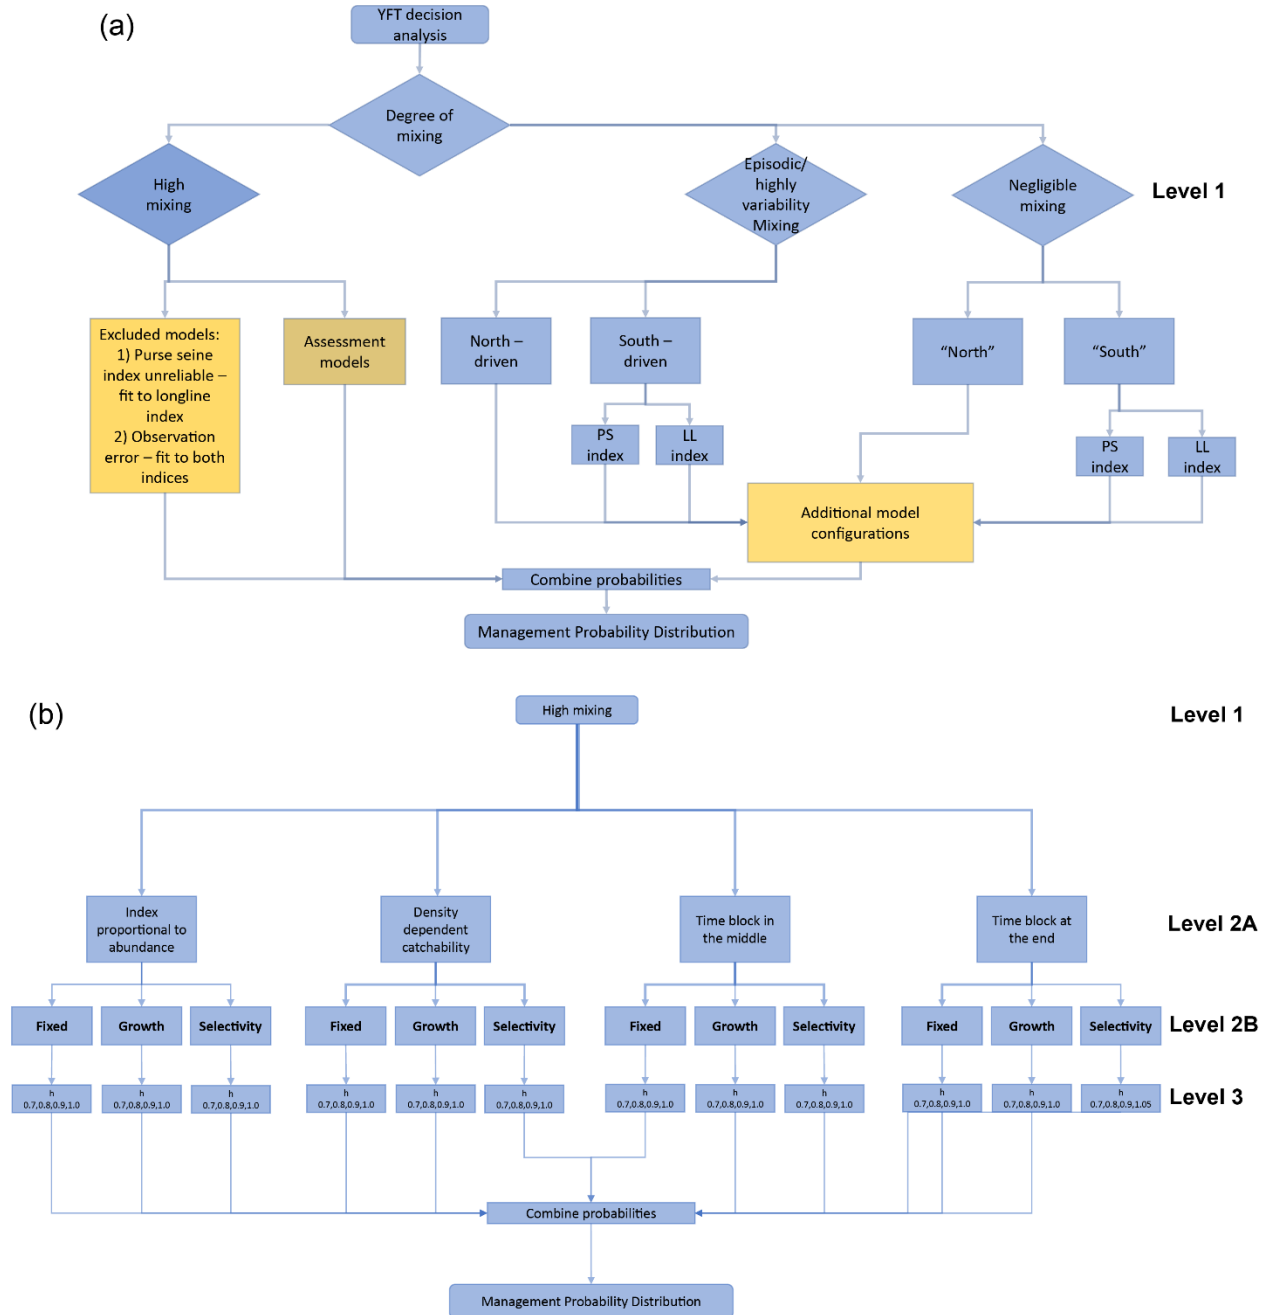 (a)
YFT decision
analysis
Degree of
mixing
High
mixing
Episodic/
highly
variability
Mixing
Negligible
mixing
Level 1
Excluded models:
1) Purse seine
index unreliable –
fit to longline
index
2) Observation
error – fit to both
indices
Assessment
models
North –
driven
South –
driven
"North"
"South"
PS
index
LL
index
PS
index
LL
index
Additional model
configurations
Combine probabilities
Management Probability Distribution
(b)
High mixing
Level 1
Index
proportional to
abundance
Density
dependent
catchability
Time block in
the middle
Time block at
the end
Level 2A
Fixed
Growth
Selectivity
Fixed
Growth
Selectivity
Fixed
Growth
Selectivity
Fixed
Growth
Selectivity
Level 2B
h
0.7,0.8,0.9,1.0
h
0.7,0.8,0.9,1.0
h
0.7,0.8,0.9,1.0
h
0.7,0.8,0.9,1.0
h
0.7,0.8,0.9,1.0
h
0.7,0.8,0.9,1.0
h
0.7,0.8,0.9,1.0
h
0.7,0.8,0.9,1.0
h
0.7,0.8,0.9,1.0
h
0.7,0.8,0.9,1.0
h
0.7,0.8,0.9,1.0
h
0.7,0.8,0.9,1.05
Level 3
Combine probabilities
Management Probability Distribution